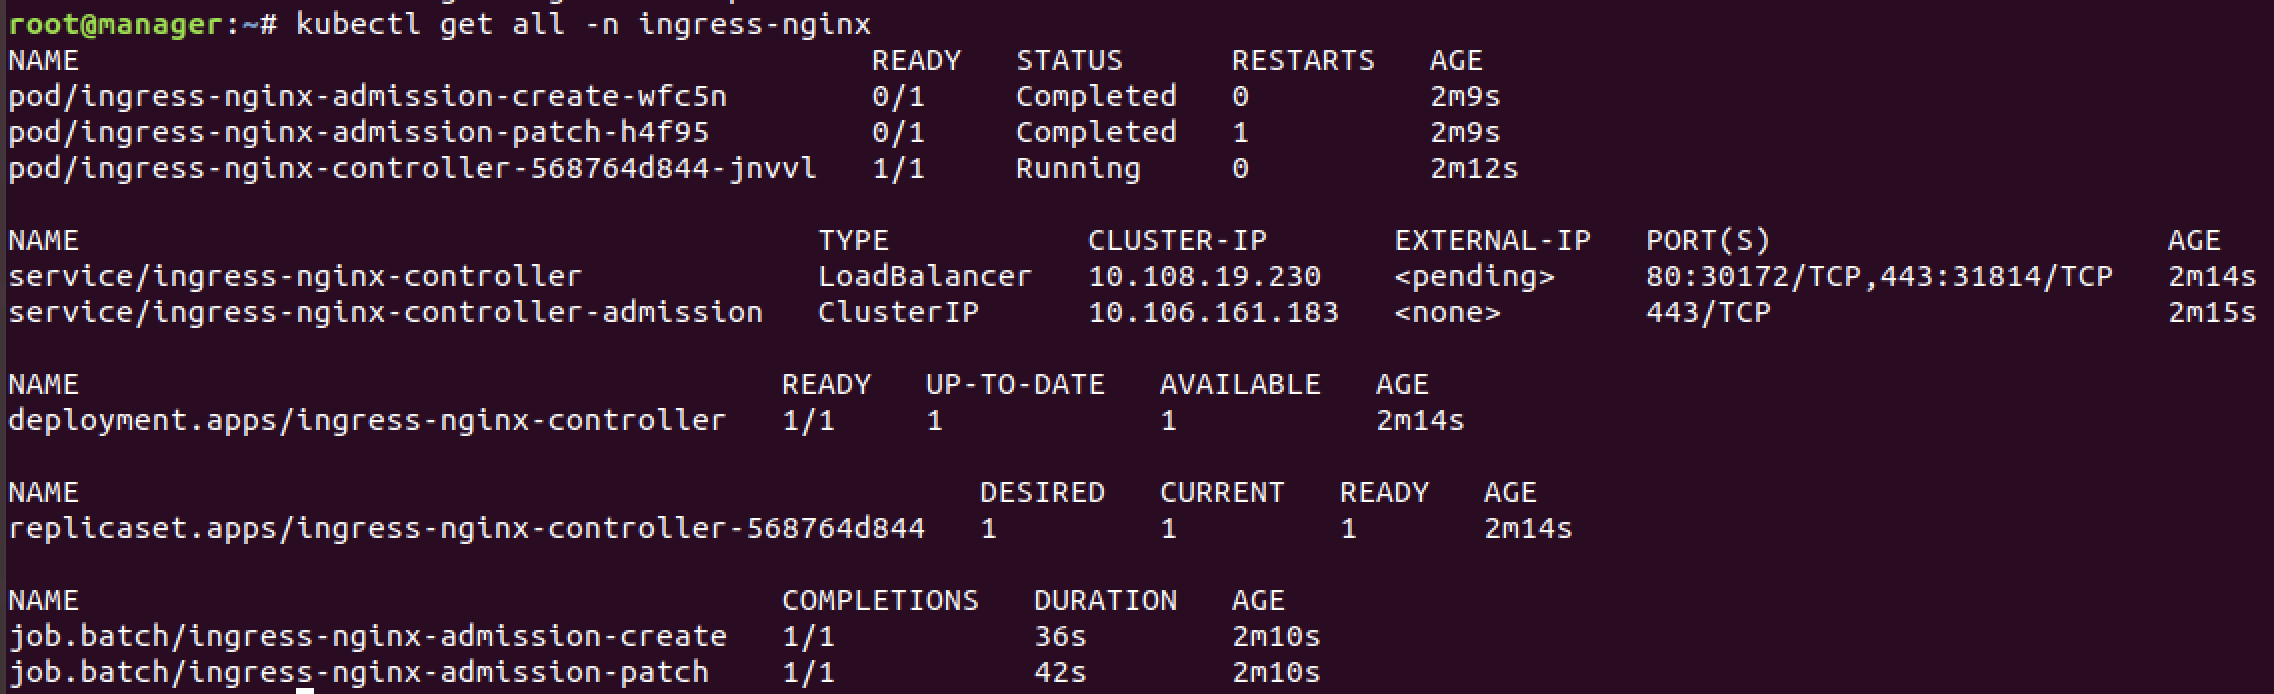 root@manager:~# kubectl get all -n ingress-nginx
NAME                                            READY   STATUS      RESTARTS   AGE
pod/ingress-nginx-admission-create-wfc5n        0/1     Completed   0          2m9s
pod/ingress-nginx-admission-patch-h4f95         0/1     Completed   1          2m9s
pod/ingress-nginx-controller-568764d844-jnvvl   1/1     Running     0          2m12s

NAME                                         TYPE           CLUSTER-IP       EXTERNAL-IP   PORT(S)                      AGE
service/ingress-nginx-controller             LoadBalancer   10.108.19.230    <pending>     80:30172/TCP,443:31814/TCP   2m14s
service/ingress-nginx-controller-admission   ClusterIP      10.106.161.183   <none>        443/TCP                      2m15s

NAME                                       READY   UP-TO-DATE   AVAILABLE   AGE
deployment.apps/ingress-nginx-controller   1/1     1            1           2m14s

NAME                                                  DESIRED   CURRENT   READY   AGE
replicaset.apps/ingress-nginx-controller-568764d844   1         1         1       2m14s

NAME                                       COMPLETIONS   DURATION   AGE
job.batch/ingress-nginx-admission-create   1/1           36s        2m10s
job.batch/ingress-nginx-admission-patch    1/1           42s        2m10s